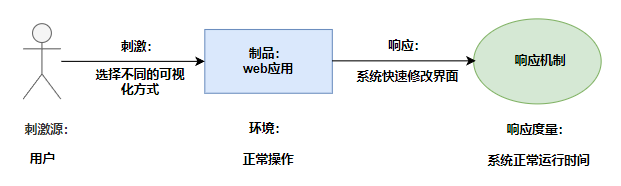 刺激：
选择不同的可视
化方式
制品：
web应用
响应：
系统快速修改界面
响应机制
刺激源：
用户
环境：
正常操作
响应度量：
系统正常运行时间